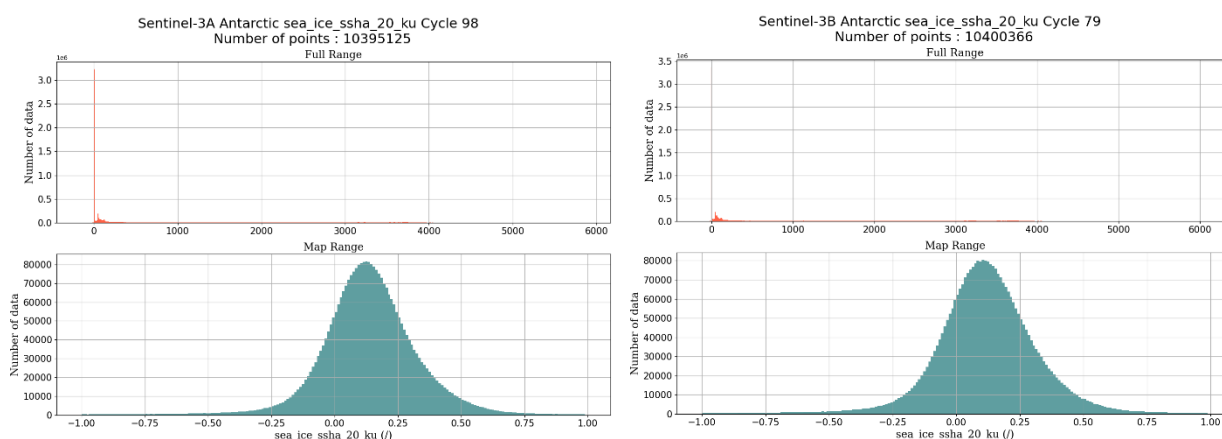 Sentinel-3A Antarctic sea_ice_ssha_20_ku Cycle 98
Number of points : 10395125
Full Range
1e6
Number of data
3.0
2.5
2.0
1.5
1.0
0.5
0.0
0 1000 2000 3000 4000 5000 6000
Map Range
Number of data
80000
70000
60000
50000
40000
30000
20000
10000
0
−1.00 −0.75 −0.50 −0.25 0.00 0.25 0.50 0.75 1.00
sea_ice_ssha_20_ku (/)
Sentinel-3B Antarctic sea_ice_ssha_20_ku Cycle 79
Number of points : 10400366
Full Range
1e6
Number of data
3.5
3.0
2.5
2.0
1.5
1.0
0.5
0.0
0 1000 2000 3000 4000 5000 6000
Map Range
Number of data
80000
70000
60000
50000
40000
30000
20000
10000
0
−1.00 −0.75 −0.50 −0.25 0.00 0.25 0.50 0.75 1.00
sea_ice_ssha_20_ku (/)